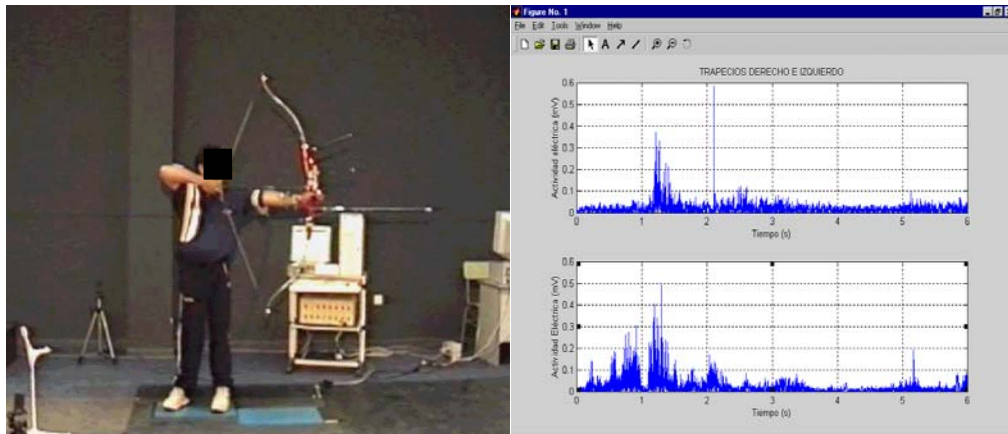 Figure No. 1
File Edit Tools Window Help
A
TRAPECIOS DERECHO E IZQUIERDO
Actividad eléctrica (mV)
0.6
0.5
0.4
0.3
0.2
0.1
0
0 1 2 3 4 5 6
Tiempo (s)
Actividad Eléctrica (mV)
0.6
0.5
0.4
0.3
0.2
0.1
0
0 1 2 3 4 5 6
Tiempo (s)